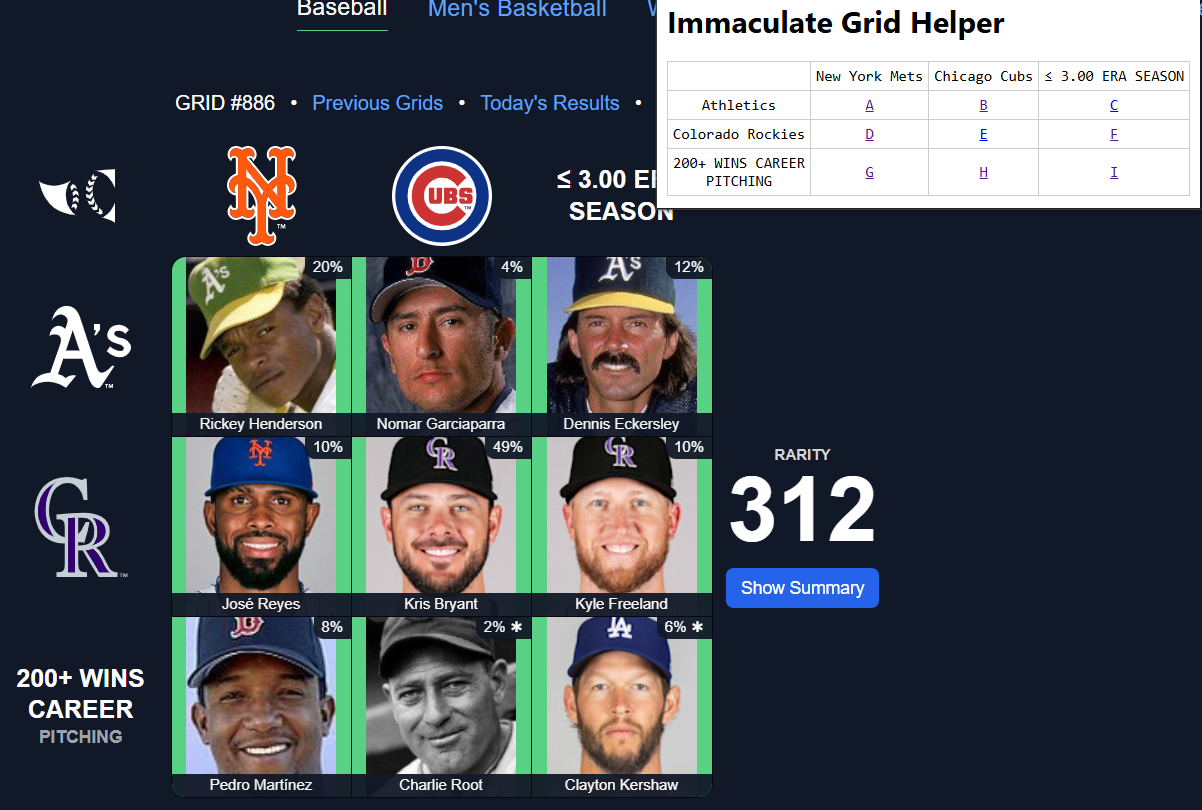 Baseball Men's Basketball
Immaculate Grid Helper
New York Mets Chicago Cubs ≤ 3.00 ERA SEASON
Athletics A B C
Colorado Rockies D E F
200+ WINS CAREER
PITCHING G H I
GRID #886 • Previous Grids • Today's Results •
NY
CUBS
≤ 3.00 E
SEASON
A's
20%
4%
12%
Rickey Henderson
Nomar Garciaparra
Dennis Eckersley
CR
10%
49%
10%
José Reyes
Kris Bryant
Kyle Freeland
RARITY
312
Show Summary
200+ WINS
CAREER
PITCHING
8%
2% ✱
6% ✱
Pedro Martínez
Charlie Root
Clayton Kershaw